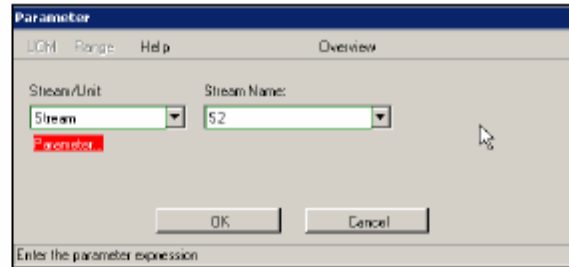 Parameter
UOM Range Help Overview
Stream/Unit Stream Name:
Stream 52
Parameter...
OK Cancel
Enter the parameter expression